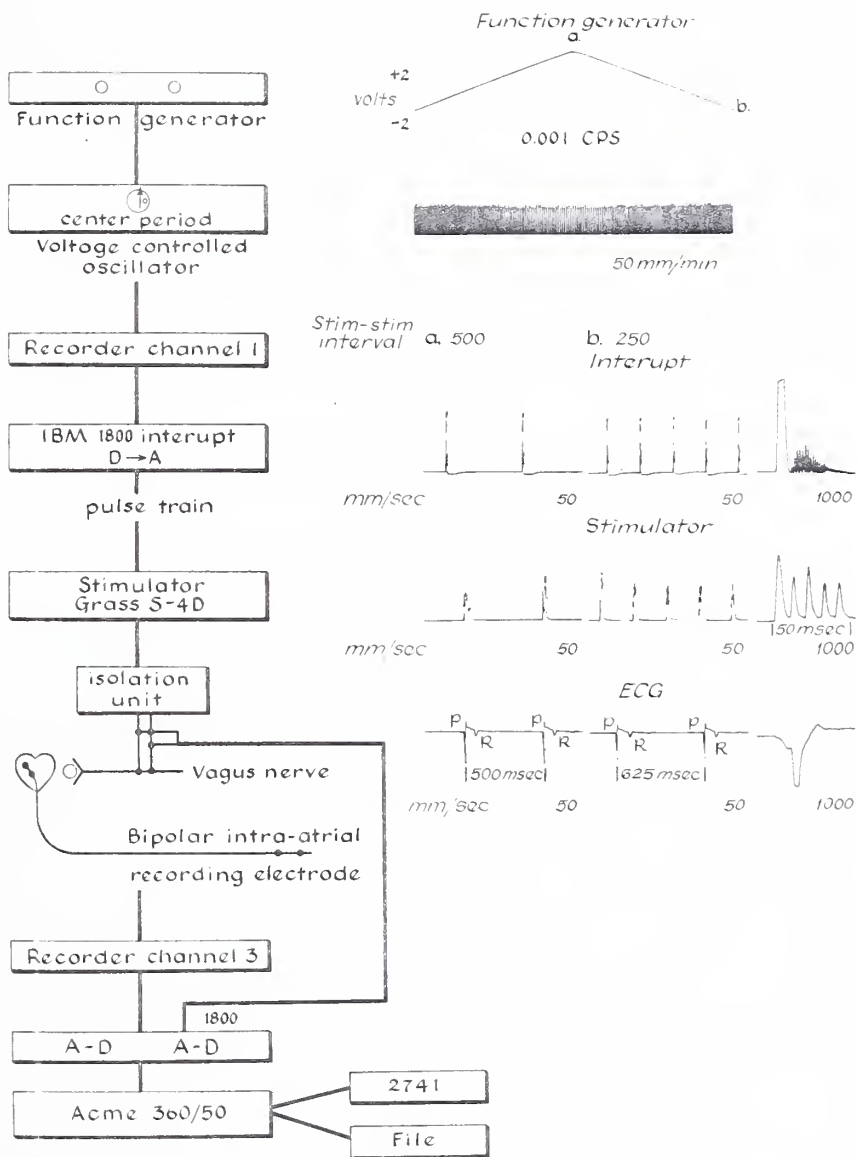 Function generator
a.
+2
volts
-2
b.
0.001 CPS
Function generator
center period
Voltage controlled
oscillator
50 mm/min
Recorder channel 1
Stim-stim
interval a. 500 b. 250
Interupt
IBM 1800 interupt
D→A
mm/sec 50 50 1000
pulse train
Stimulator
Stimulator
Grass S-4D
50 msec
mm/sec 50 50 1000
isolation
unit
ECG
P P P P
R R R R
500 msec 625 msec
Vagus nerve
mm/sec 50 50 1000
Bipolar intra-atrial
recording electrode
Recorder channel 3
1800
A-D A-D
Acme 360/50
2741
File